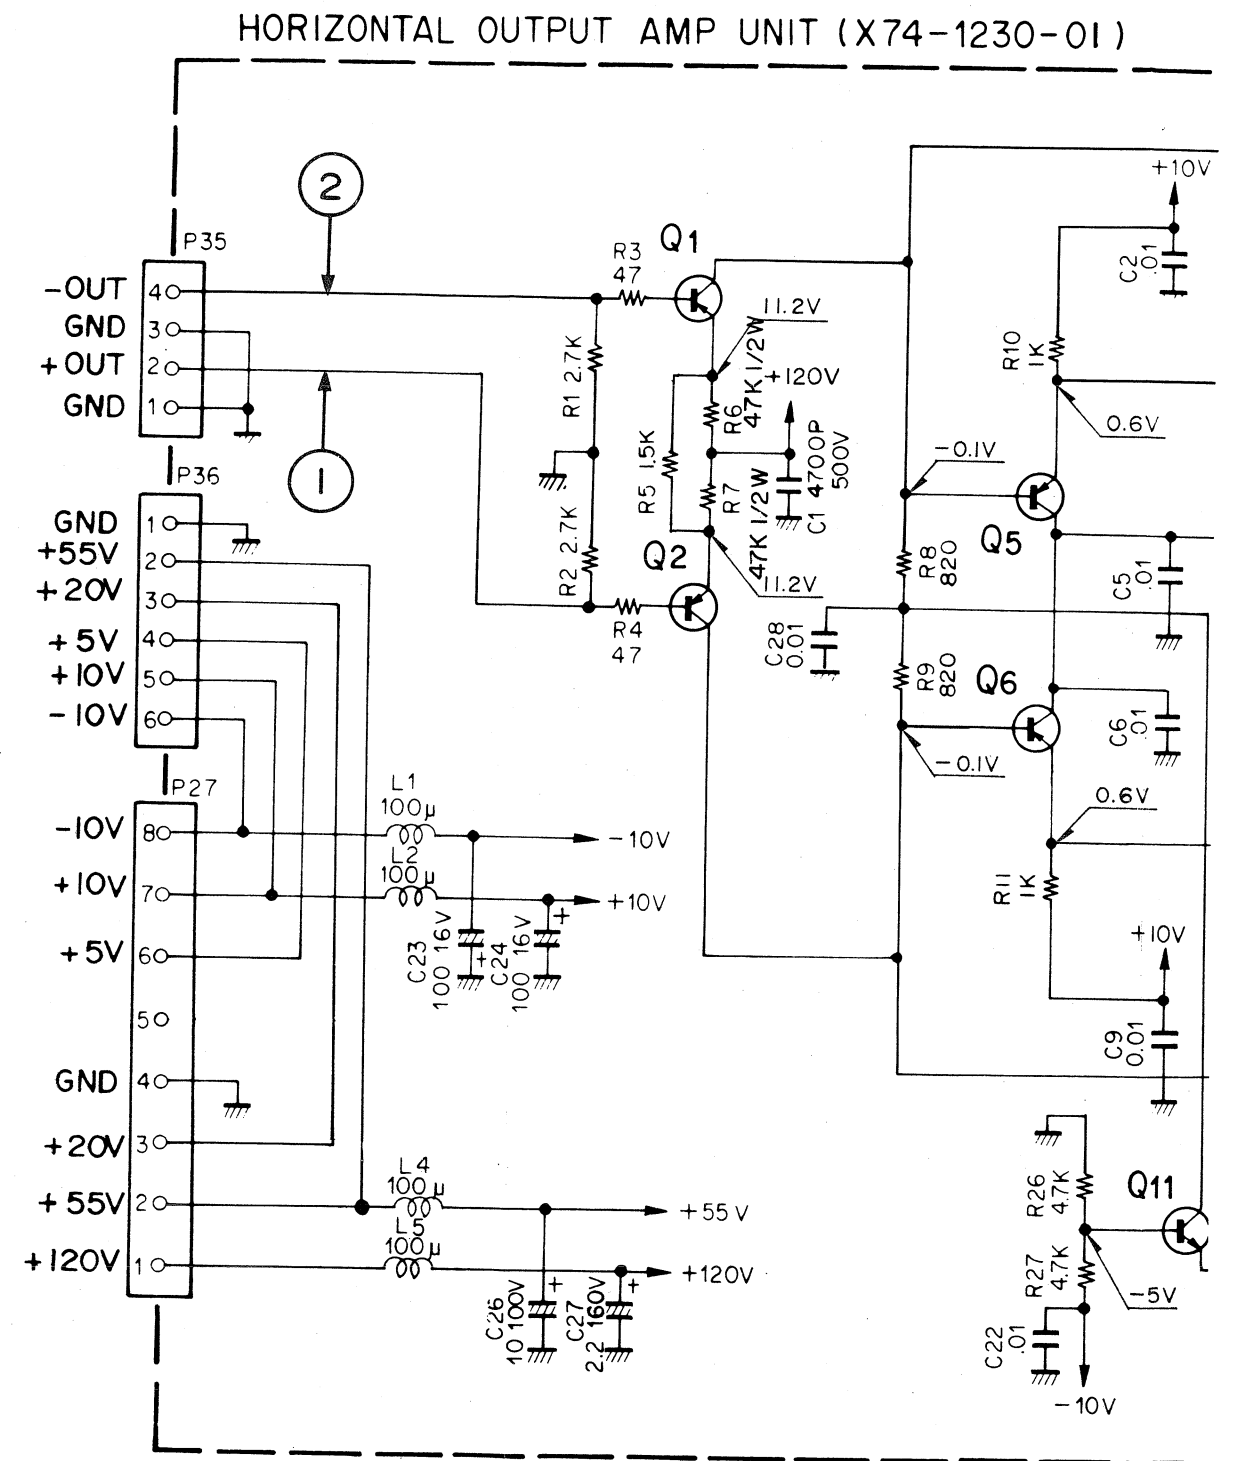 HORIZONTAL OUTPUT AMP UNIT (X74-1230-01)
2
P35
-OUT 4
GND 3
+OUT 2
GND 1
1
P36
GND 1
+55V 2
+20V 3
+5V 4
+10V 5
-10V 6
P27
-10V 8
+10V 7
+5V 6
5
GND 4
+20V 3
+55V 2
+120V 1
R3
47
Q1
11.2V
R1 2.7K
R6
47K 1/2W
+120V
R5 1.5K
R7
47K 1/2W
C1 4700P
500V
R2 2.7K
Q2
11.2V
R4
47
+10V
C2
.01
R10
1K
0.6V
-0.1V
Q5
R8
820
C5
.01
C28
0.01
R9
820
Q6
C6
.01
-0.1V
0.6V
R11
1K
+10V
C9
0.01
L1
100μ
-10V
L2
100μ
+10V
C23
100 16V
+
C24
100 16V
+
L4
100μ
+55V
L5
100μ
+120V
C26
10 100V
+
C27
2.2 160V
+
R26
4.7K
Q11
R27
4.7K
-5V
C22
.01
-10V